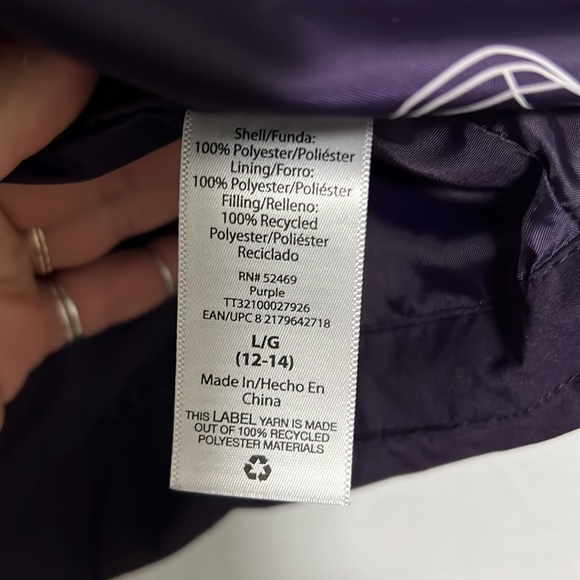 Shell/Funda:
100% Polyester/Poliéster
Lining/Forro:
100% Polyester/Poliéster
Filling/Relleno:
100% Recycled
Polyester/Poliéster
Reciclado
RN# 52469
Purple
TT32100027926
EAN/UPC 8 2179642718
L/G
(12-14)
Made In/Hecho En
China
THIS LABEL YARN IS MADE
OUT OF 100% RECYCLED
POLYESTER MATERIALS